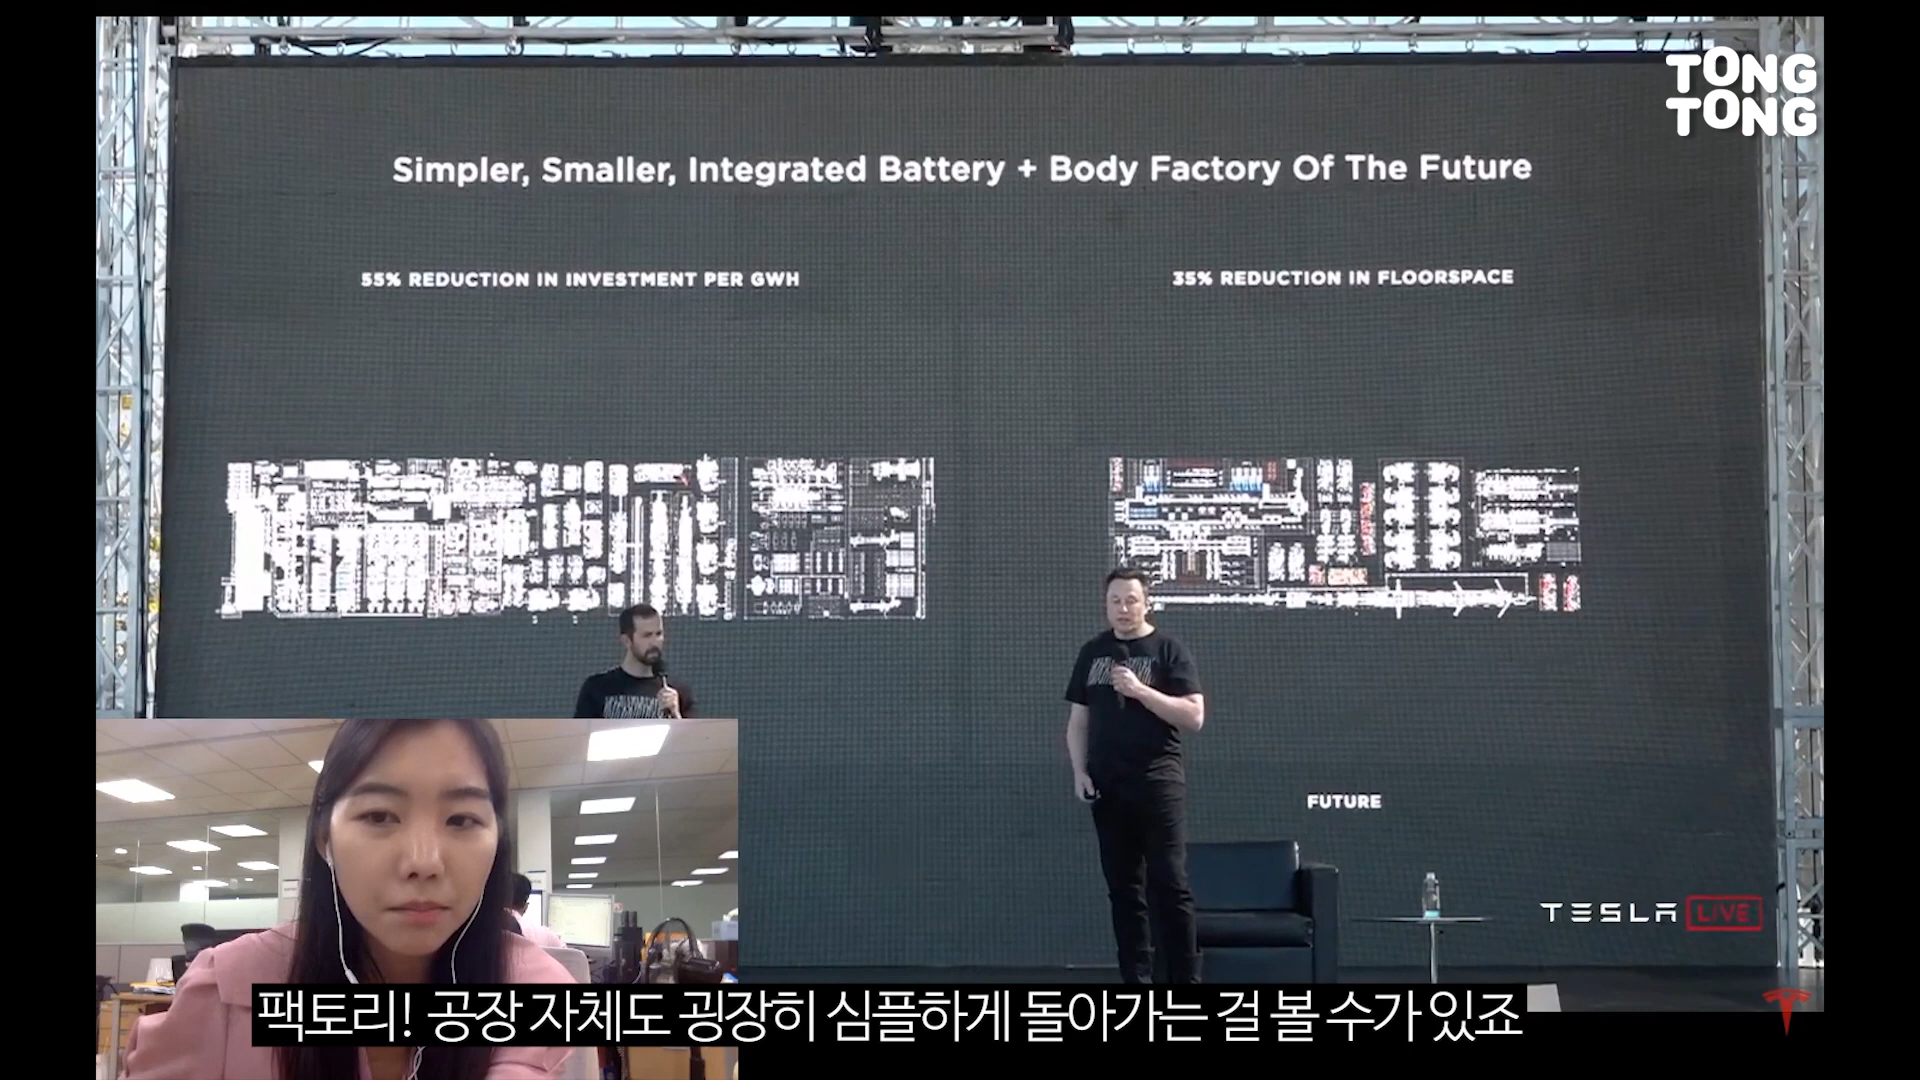 TONG
TONG
Simpler, Smaller, Integrated Battery + Body Factory Of The Future
55% REDUCTION IN INVESTMENT PER GWH
35% REDUCTION IN FLOORSPACE
FUTURE
TESLA LIVE
팩토리! 공장 자체도 굉장히 심플하게 돌아가는 걸 볼 수가 있죠